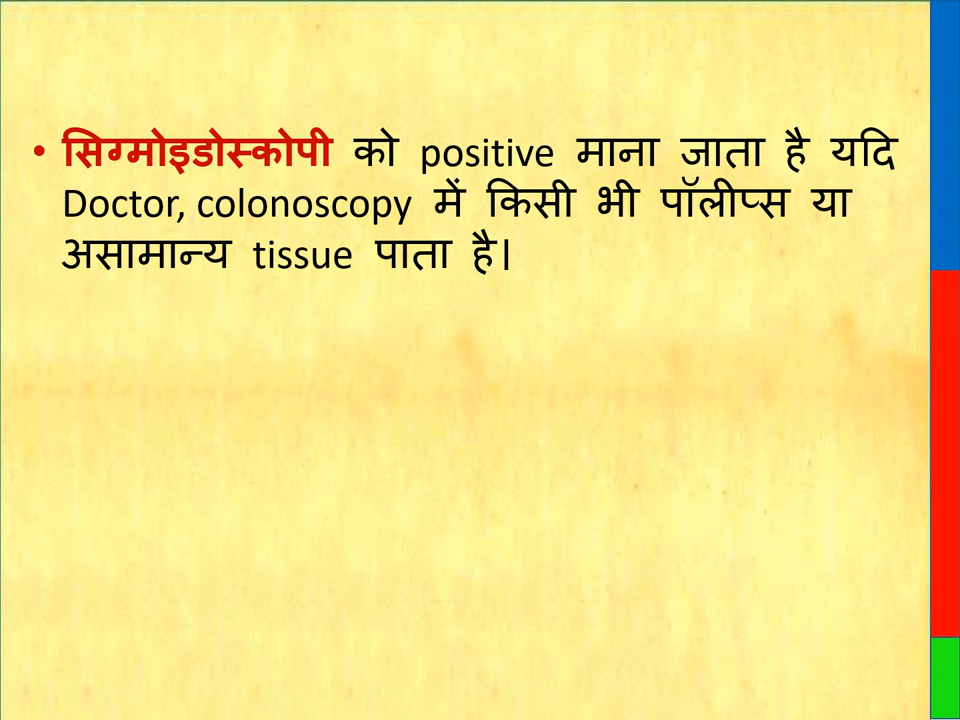 • सिग्मोइडोस्कोपी को positive माना जाता है यदि
Doctor, colonoscopy में किसी भी पॉलीप्स या
असामान्य tissue पाता है।